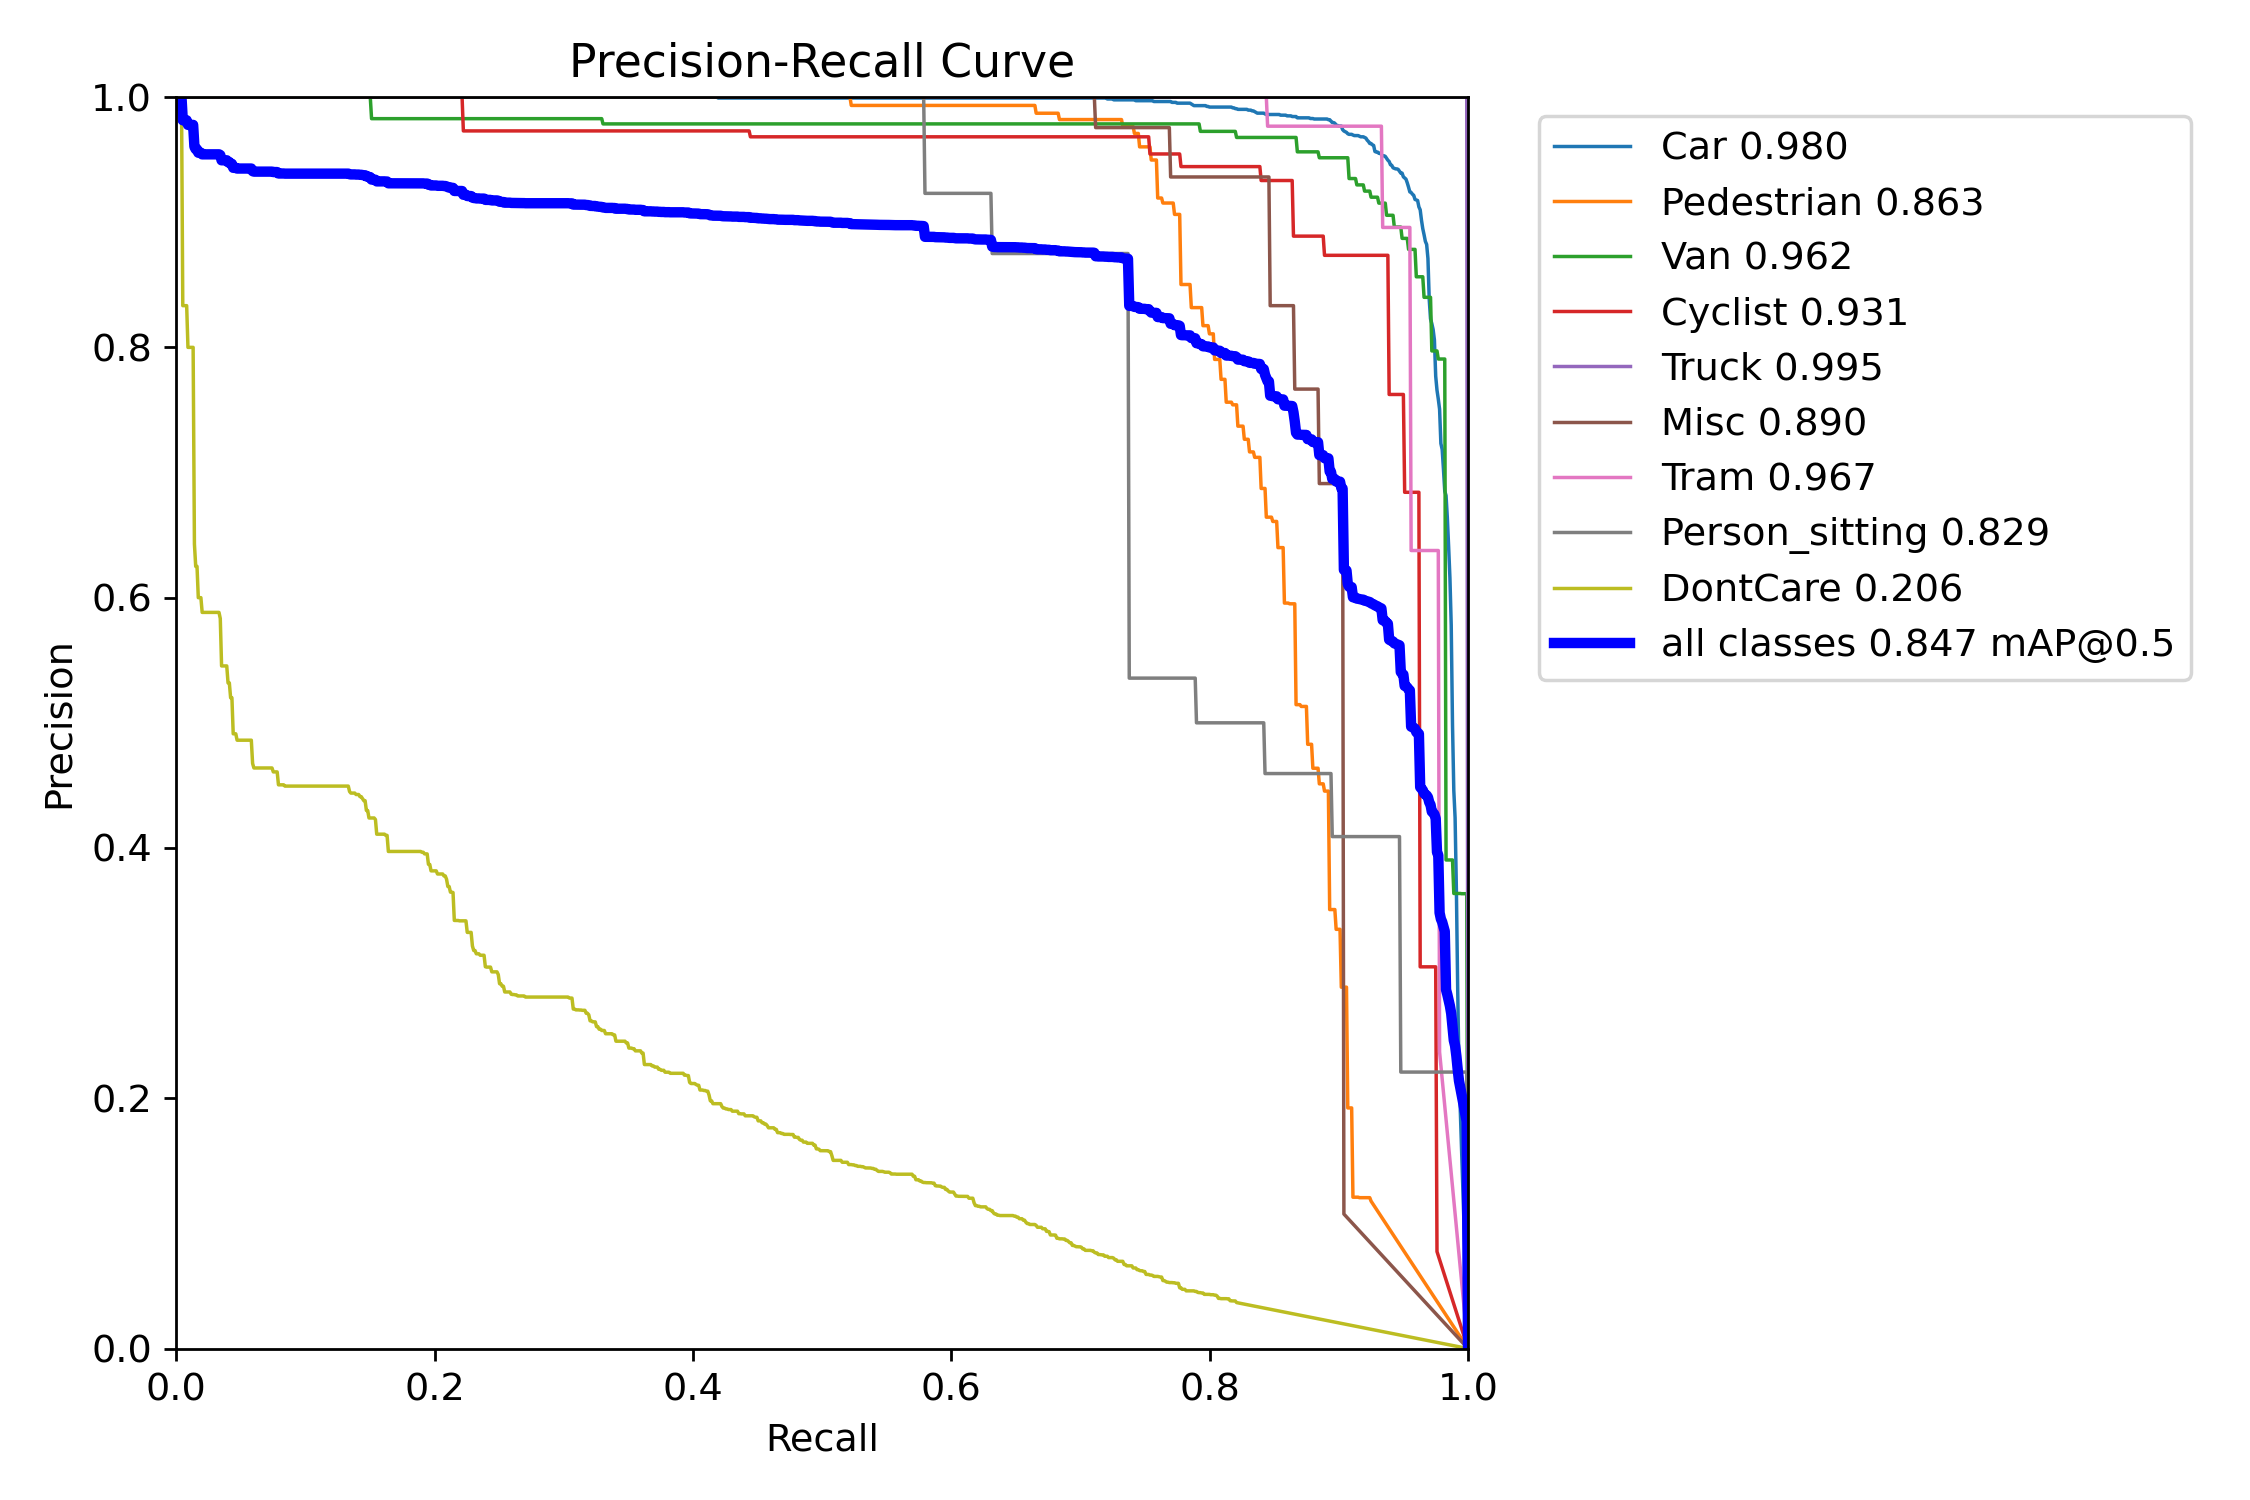 Precision-Recall Curve
1.0
0.8
0.6
0.4
0.2
0.0
Precision
0.0 0.2 0.4 0.6 0.8 1.0
Recall
Car 0.980
Pedestrian 0.863
Van 0.962
Cyclist 0.931
Truck 0.995
Misc 0.890
Tram 0.967
Person_sitting 0.829
DontCare 0.206
all classes 0.847 mAP@0.5